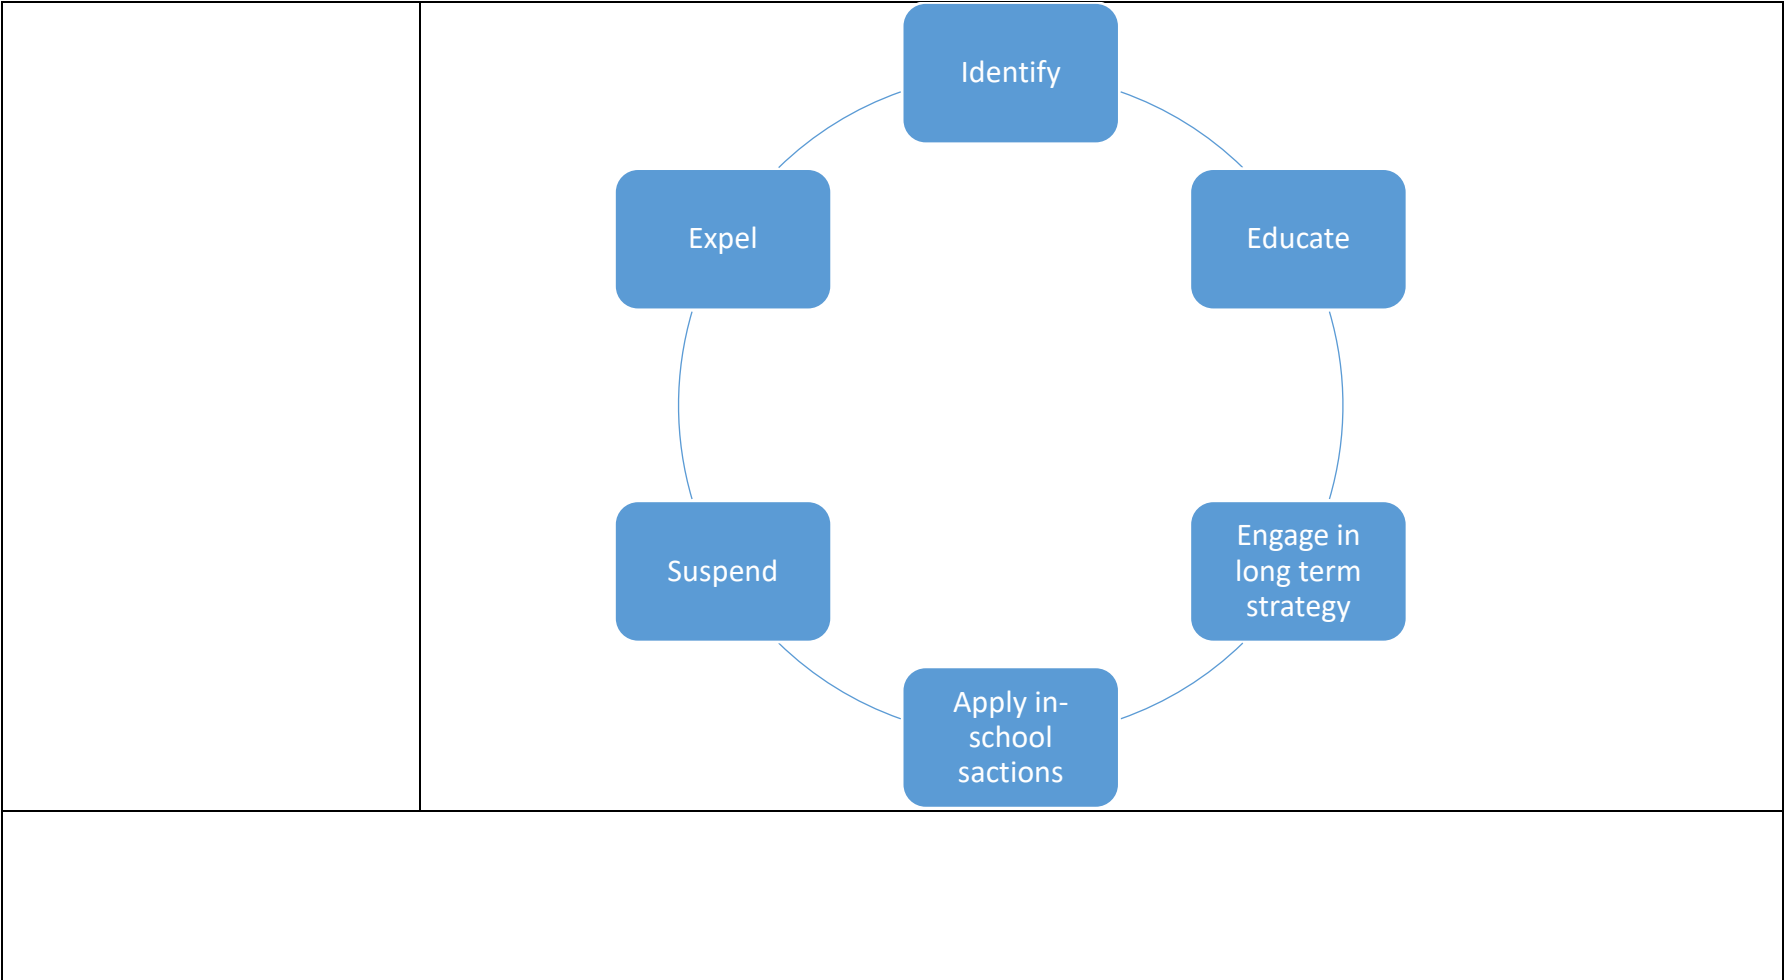 Identify
Educate
Engage in
long term
strategy
Apply in-
school
sactions
Suspend
Expel